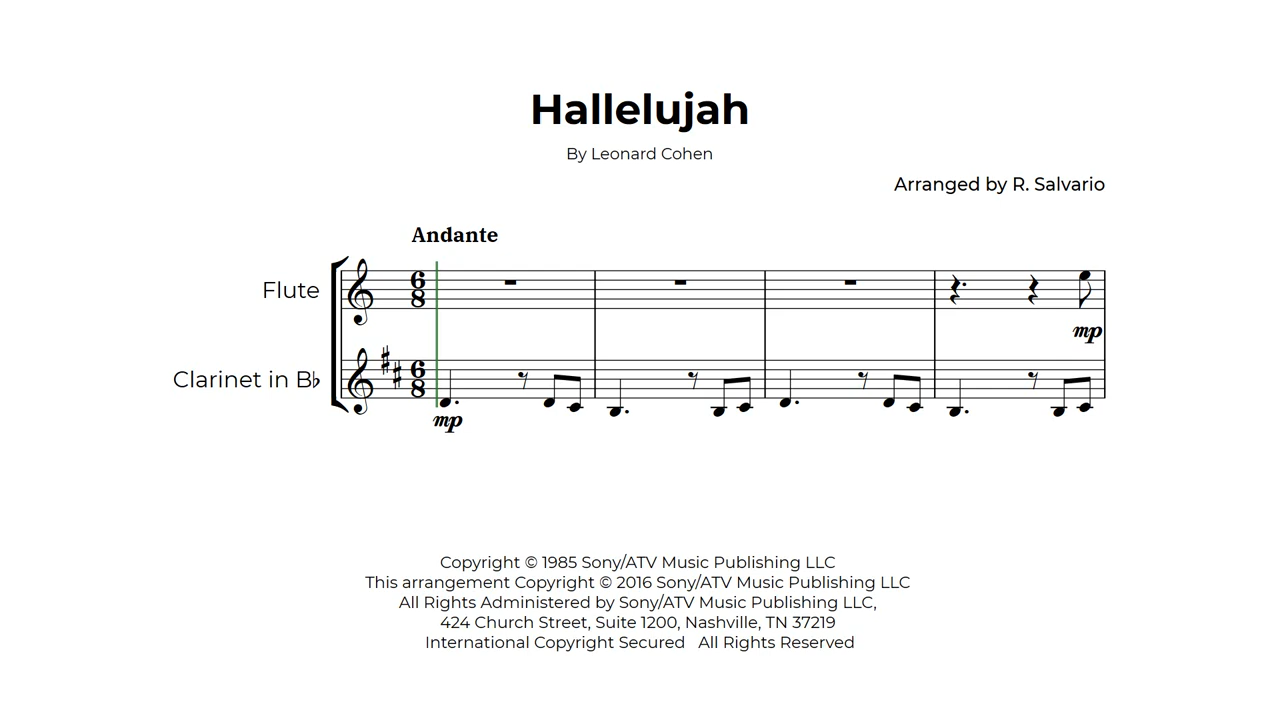 Hallelujah
By Leonard Cohen
Arranged by R. Salvario
Andante
Flute
6
8
mp
Clarinet in B♭
6
8
mp
Copyright © 1985 Sony/ATV Music Publishing LLC
This arrangement Copyright © 2016 Sony/ATV Music Publishing LLC
All Rights Administered by Sony/ATV Music Publishing LLC,
424 Church Street, Suite 1200, Nashville, TN 37219
International Copyright Secured All Rights Reserved